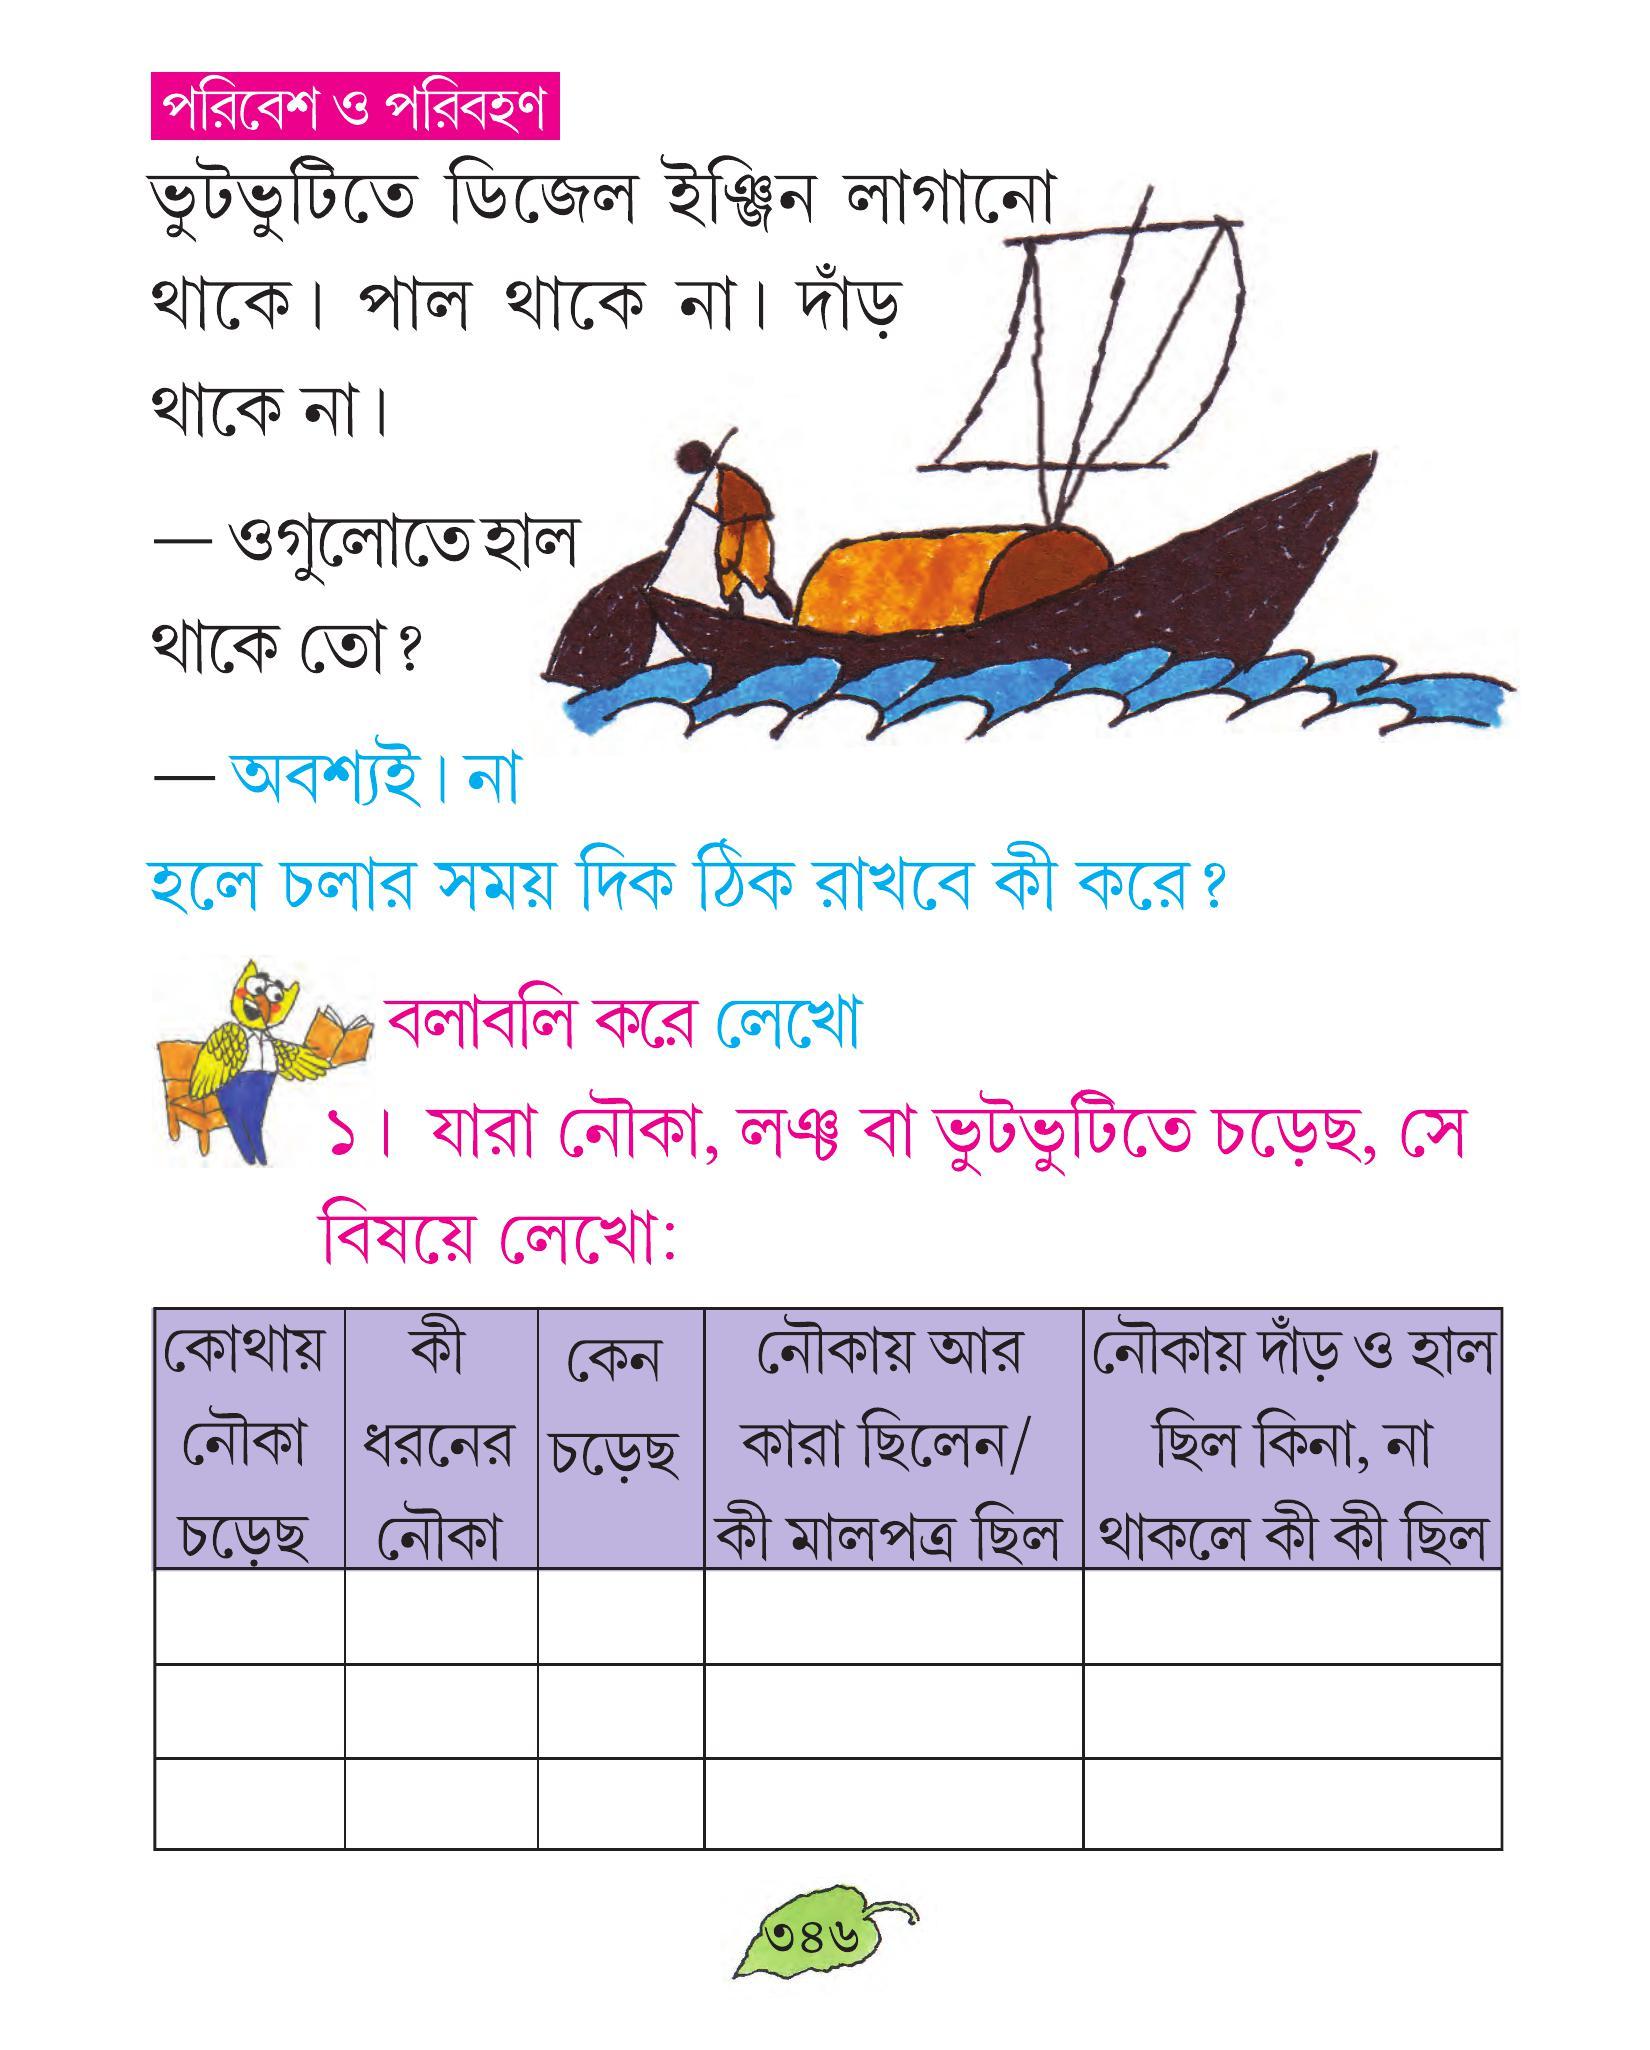 পরিবেশ ও পরিবহণ
ভুটভুটিতে ডিজেল ইঞ্জিন লাগানো
থাকে। পাল থাকে না। দাঁড়
থাকে না।
— ওগুলোতে হাল
থাকে তো?
— অবশ্যই। না
হলে চলার সময় দিক ঠিক রাখবে কী করে?
বলাবলি করে লেখো
১। যারা নৌকা, লঞ্চ বা ভুটভুটিতে চড়েছ, সে
বিষয়ে লেখো:
কোথায়
নৌকা
চড়েছ
কী
ধরনের
নৌকা
কেন
চড়েছ
নৌকায় আর
কারা ছিলেন/
কী মালপত্র ছিল
নৌকায় দাঁড় ও হাল
ছিল কিনা, না
থাকলে কী কী ছিল
৩৪৬